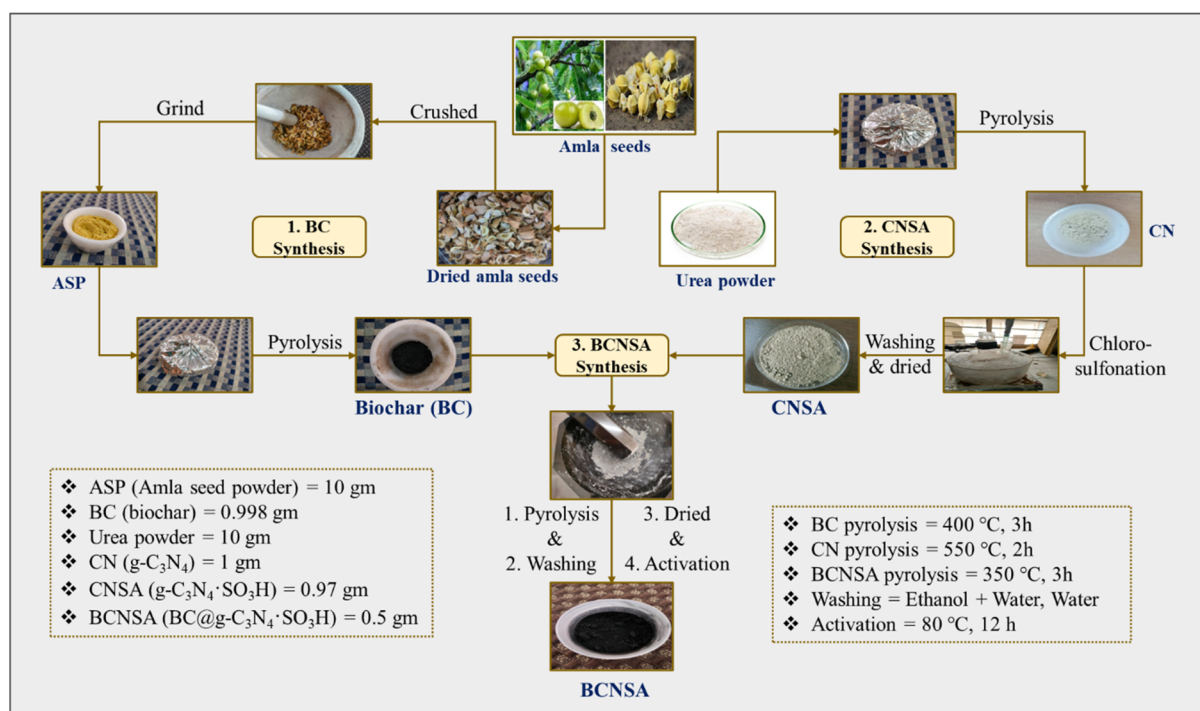 Amla seeds
Grind
Crushed
Pyrolysis
1. BC
Synthesis
2. CNSA
Synthesis
ASP
Dried amla seeds
Urea powder
CN
Pyrolysis
3. BCNSA
Synthesis
Washing
& dried
Chloro-
sulfonation
Biochar (BC)
CNSA
❖ ASP (Amla seed powder) = 10 gm
❖ BC (biochar) = 0.998 gm
❖ Urea powder = 10 gm
❖ CN (g-C₃N₄) = 1 gm
❖ CNSA (g-C₃N₄·SO₃H) = 0.97 gm
❖ BCNSA (BC@g-C₃N₄·SO₃H) = 0.5 gm
1. Pyrolysis
&
2. Washing
3. Dried
&
4. Activation
❖ BC pyrolysis = 400 °C, 3h
❖ CN pyrolysis = 550 °C, 2h
❖ BCNSA pyrolysis = 350 °C, 3h
❖ Washing = Ethanol + Water, Water
❖ Activation = 80 °C, 12 h
BCNSA